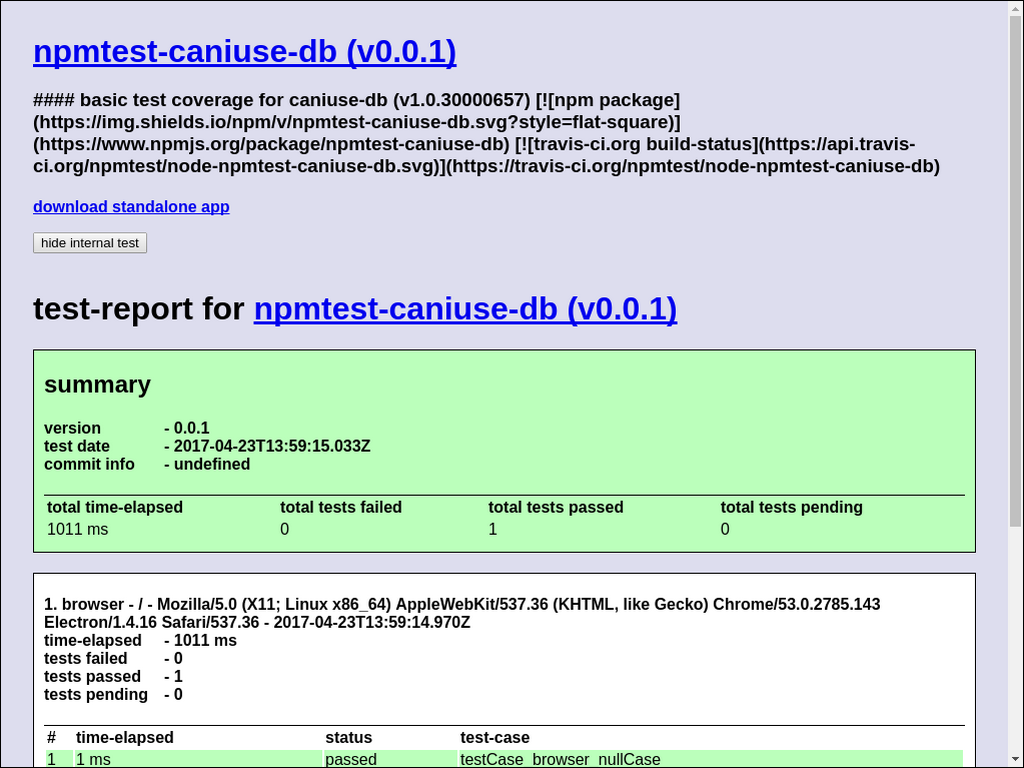 npmtest-caniuse-db (v0.0.1)
#### basic test coverage for caniuse-db (v1.0.30000657) [![npm package]
(https://img.shields.io/npm/v/npmtest-caniuse-db.svg?style=flat-square)]
(https://www.npmjs.org/package/npmtest-caniuse-db) [![travis-ci.org build-status](https://api.travis-
ci.org/npmtest/node-npmtest-caniuse-db.svg)](https://travis-ci.org/npmtest/node-npmtest-caniuse-db)
download standalone app
hide internal test
test-report for npmtest-caniuse-db (v0.0.1)
summary
version - 0.0.1
test date - 2017-04-23T13:59:15.033Z
commit info - undefined
total time-elapsed total tests failed total tests passed total tests pending
1011 ms 0 1 0
1. browser - / - Mozilla/5.0 (X11; Linux x86_64) AppleWebKit/537.36 (KHTML, like Gecko) Chrome/53.0.2785.143
Electron/1.4.16 Safari/537.36 - 2017-04-23T13:59:14.970Z
time-elapsed - 1011 ms
tests failed - 0
tests passed - 1
tests pending - 0
# time-elapsed status test-case
1 1 ms passed testCase_browser_nullCase